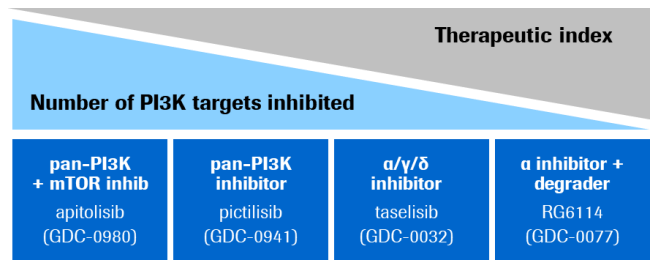 Therapeutic index
Number of PI3K targets inhibited
pan-PI3K
+ mTOR inhib
apitolisib
(GDC-0980)
pan-PI3K
inhibitor
pictilisib
(GDC-0941)
α/γ/δ
inhibitor
taselisib
(GDC-0032)
α inhibitor +
degrader
RG6114
(GDC-0077)